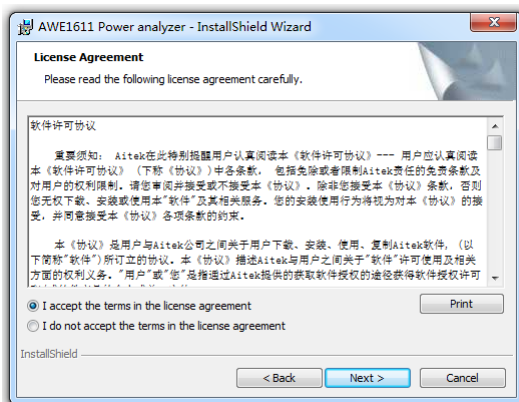 AWE1611 Power analyzer - InstallShield Wizard
License Agreement
Please read the following license agreement carefully.
软件许可协议
重要须知： Aitek在此特别提醒用户认真阅读本《软件许可协议》--- 用户应认真阅读
本《软件许可协议》（下称《协议》）中各条款， 包括免除或者限制Aitek责任的免责条款及
对用户的权利限制。请您审阅并接受或不接受本《协议》。除非您接受本《协议》条款，否则
您无权下载、安装或使用本"软件"及其相关服务。您的安装使用行为将视为对本《协议》的接
受，并同意接受本《协议》各项条款的约束。
本《协议》是用户与Aitek公司之间关于用户下载、安装、使用、复制Aitek软件，（以
下简称"软件"）所订立的协议。本《协议》描述Aitek与用户之间关于"软件"许可使用及相关
方面的权利义务。"用户"或"您"是指通过Aitek提供的获取软件授权的途径获得软件授权许可
I accept the terms in the license agreement
Print
I do not accept the terms in the license agreement
InstallShield
< Back
Next >
Cancel